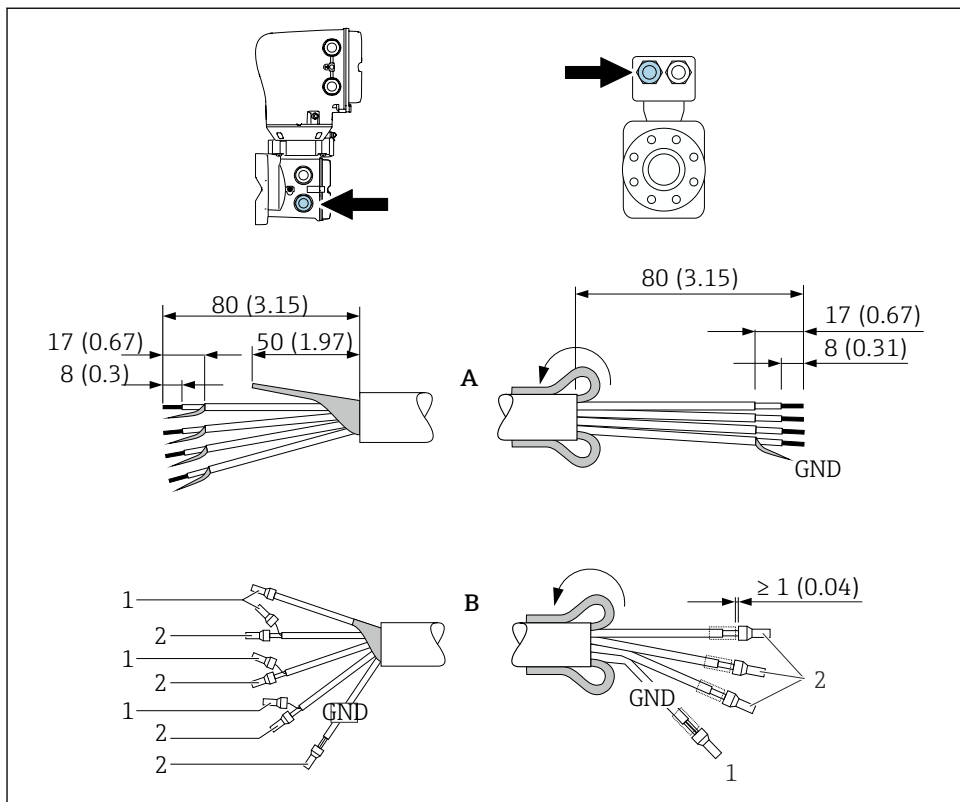 80 (3.15)
80 (3.15)
17 (0.67)
50 (1.97)
17 (0.67)
8 (0.3)
A
8 (0.31)
GND
1
B
≥ 1 (0.04)
2
1
2
2
1
GND
GND
2
2
1